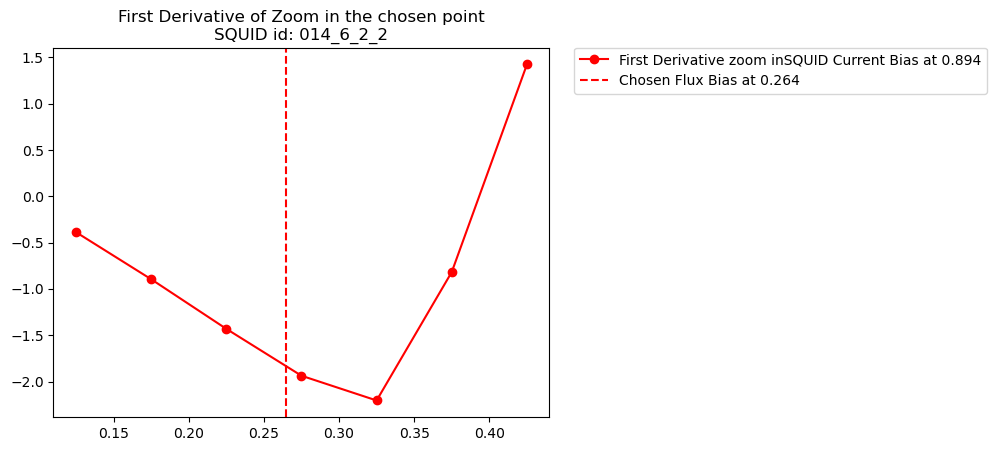 First Derivative of Zoom in the chosen point
SQUID id: 014_6_2_2
First Derivative zoom inSQUID Current Bias at 0.894
Chosen Flux Bias at 0.264
1.5
1.0
0.5
0.0
−0.5
−1.0
−1.5
−2.0
0.15 0.20 0.25 0.30 0.35 0.40